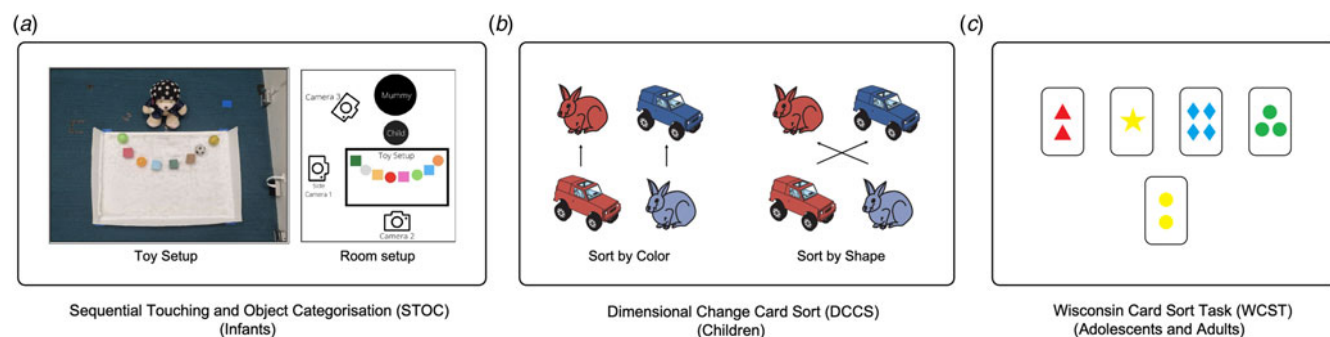 (a)
(b)
(c)
Camera 3
Mummy
Child
Toy Setup
Side
Camera 1
Camera 2
Toy Setup
Room setup
Sort by Color
Sort by Shape
Sequential Touching and Object Categorisation (STOC)
(Infants)
Dimensional Change Card Sort (DCCS)
(Children)
Wisconsin Card Sort Task (WCST)
(Adolescents and Adults)